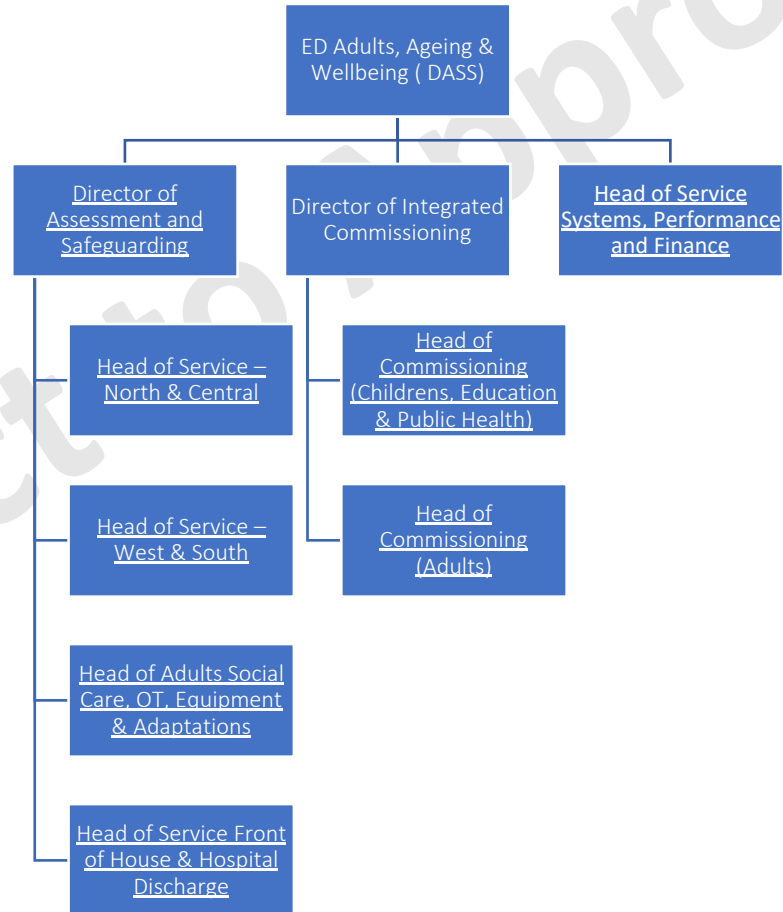 ED Adults, Ageing &
Wellbeing ( DASS)
Director of
Assessment and
Safeguarding
Director of Integrated
Commissioning
Head of Service
Systems, Performance
and Finance
Head of Service –
North & Central
Head of
Commissioning
(Childrens, Education
& Public Health)
Head of Service –
West & South
Head of
Commissioning
(Adults)
Head of Adults Social
Care, OT, Equipment
& Adaptations
Head of Service Front
of House & Hospital
Discharge